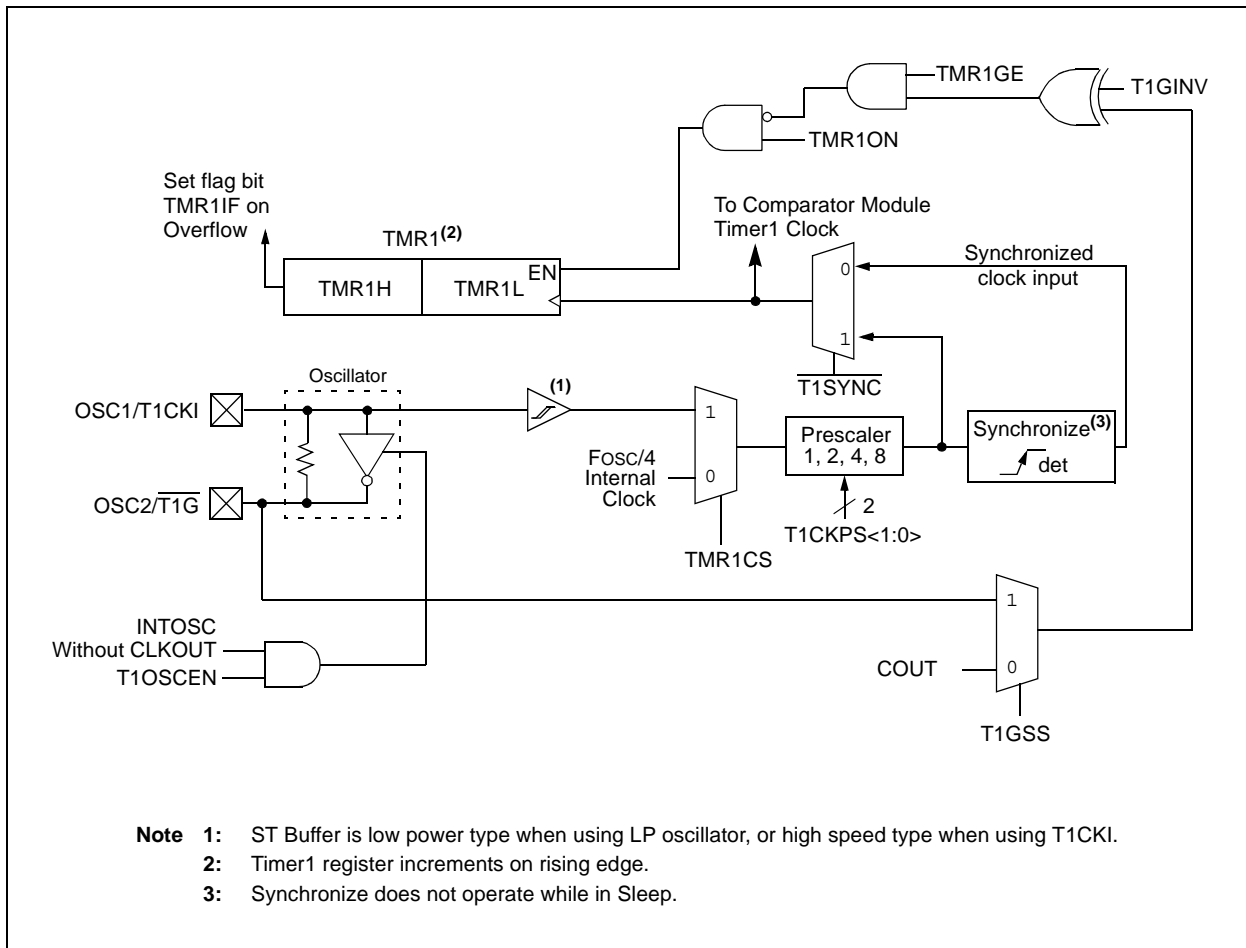 TMR1GE
T1GINV
TMR1ON
Set flag bit
TMR1IF on
Overflow
To Comparator Module
Timer1 Clock
TMR1(2)
EN
TMR1H
TMR1L
0
Synchronized
clock input
1
T1SYNC
Oscillator
(1)
OSC1/T1CKI
1
FOSC/4
Internal
Clock
0
Prescaler
1, 2, 4, 8
Synchronize(3)
det
OSC2/T1G
2
T1CKPS<1:0>
TMR1CS
1
INTOSC
Without CLKOUT
T1OSCEN
COUT
0
T1GSS
Note 1: ST Buffer is low power type when using LP oscillator, or high speed type when using T1CKI.
2: Timer1 register increments on rising edge.
3: Synchronize does not operate while in Sleep.